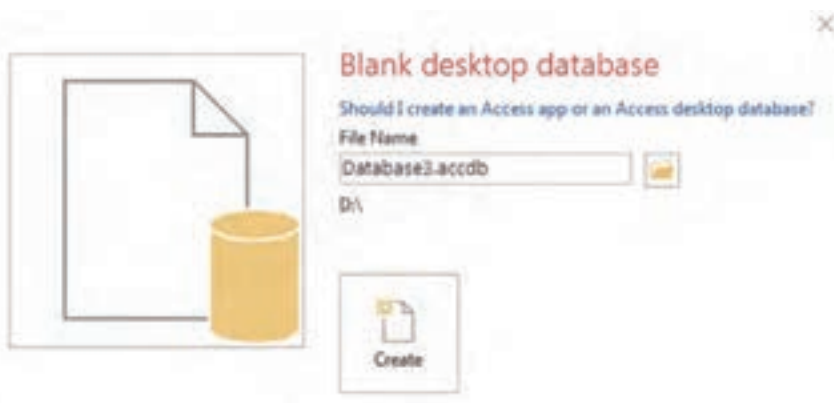 Blank desktop database
Should I create an Access app or an Access desktop database?
File Name
Database3.accdb
D:\
Create